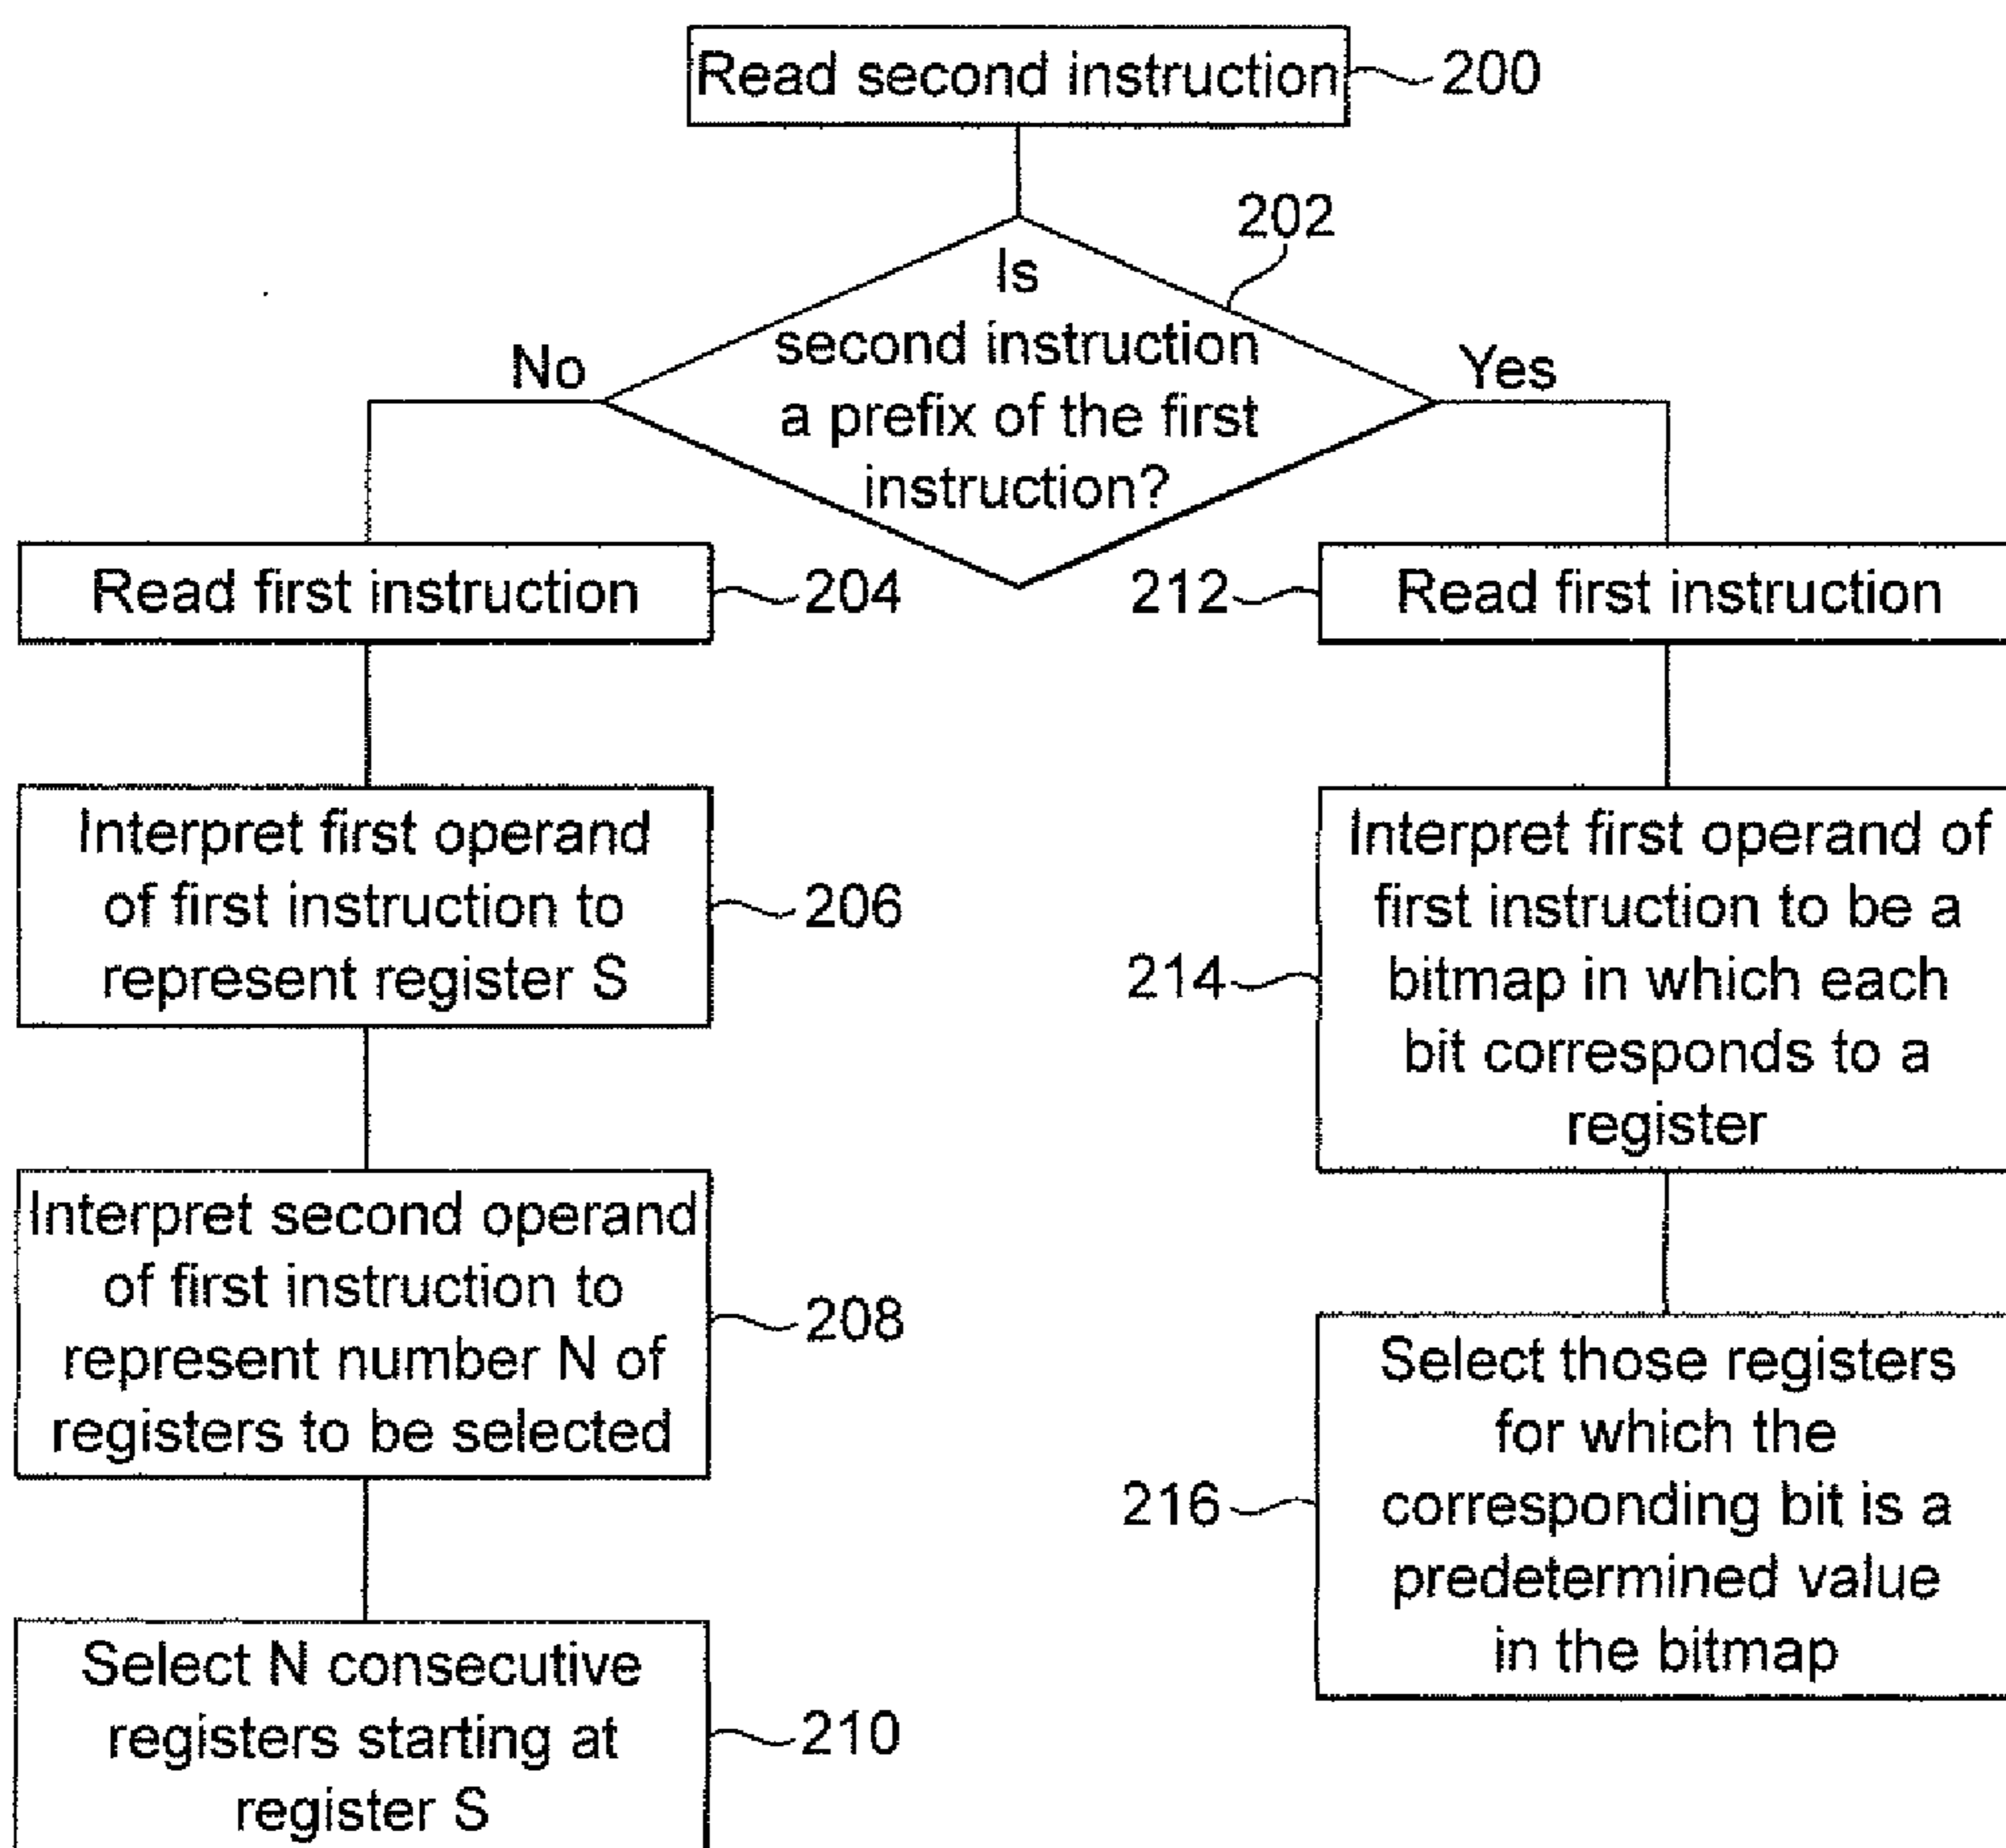 Read second instruction
200
202
Is
second instruction
a prefix of the first
instruction?
No
Yes
Read first instruction
204
Interpret first operand
of first instruction to
represent register S
206
Interpret second operand
of first instruction to
represent number N of
registers to be selected
208
Select N consecutive
registers starting at
register S
210
212
Read first instruction
214
Interpret first operand of
first instruction to be a
bitmap in which each
bit corresponds to a
register
216
Select those registers
for which the
corresponding bit is a
predetermined value
in the bitmap